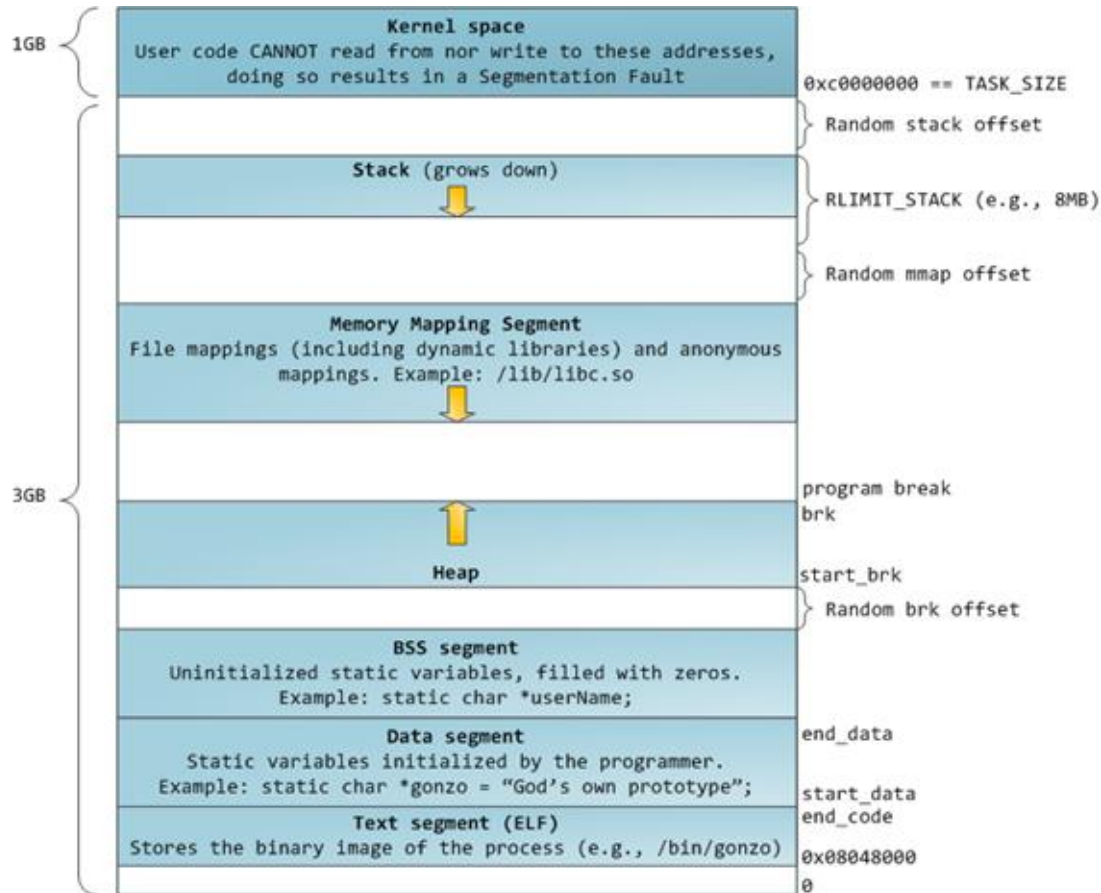 Kernel space
1GB
User code CANNOT read from nor write to these addresses,
doing so results in a Segmentation Fault
0xc0000000 == TASK_SIZE
Random stack offset
Stack (grows down)
RLIMIT_STACK (e.g., 8MB)
Random mmap offset
Memory Mapping Segment
File mappings (including dynamic libraries) and anonymous
mappings. Example: /lib/libc.so
3GB
program break
brk
Heap
start_brk
Random brk offset
BSS segment
Uninitialized static variables, filled with zeros.
Example: static char *userName;
Data segment
end_data
Static variables initialized by the programmer.
Example: static char *gonzo = “God’s own prototype”;
start_data
end_code
Text segment (ELF)
Stores the binary image of the process (e.g., /bin/gonzo)
0x08048000
0